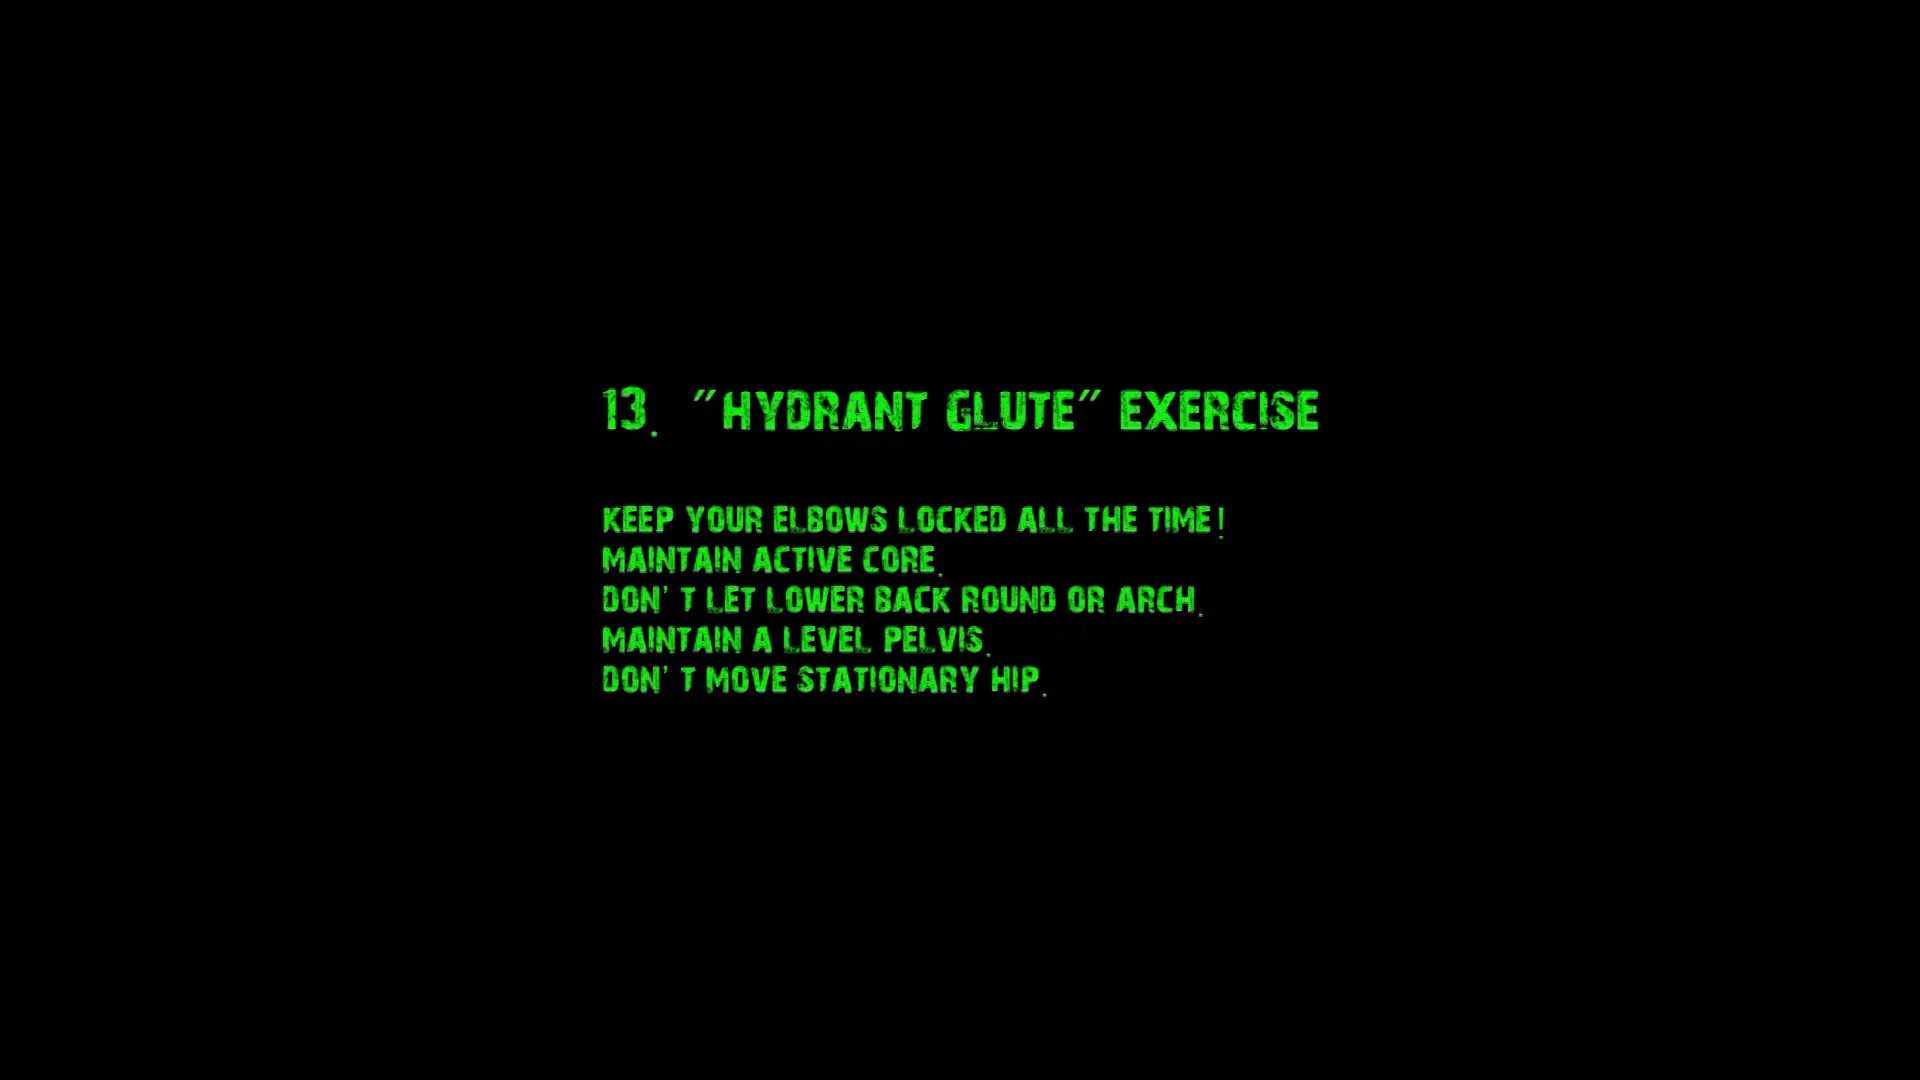 13. "HYDRANT GLUTE" EXERCISE
KEEP YOUR ELBOWS LOCKED ALL THE TIME!
MAINTAIN ACTIVE CORE.
DON'T LET LOWER BACK ROUND OR ARCH.
MAINTAIN A LEVEL PELVIS.
DON'T MOVE STATIONARY HIP.